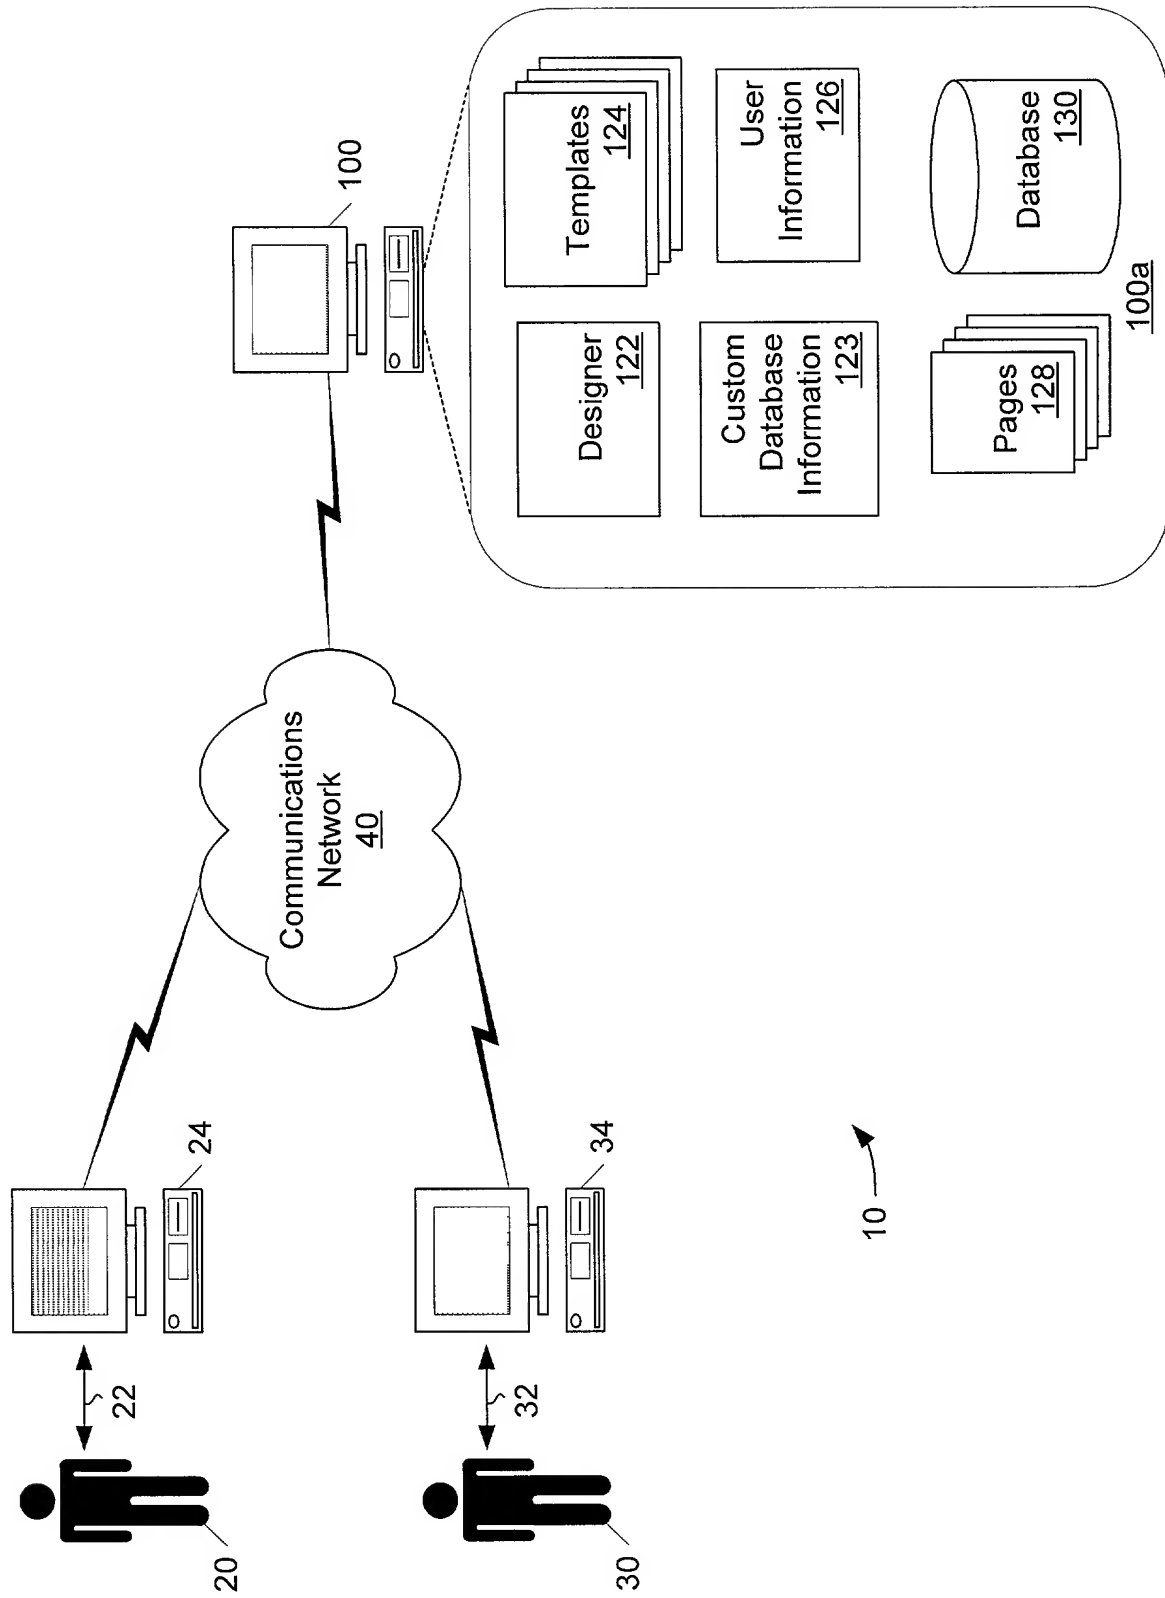 20
22
24
30
32
34
10
Communications
Network
40
100
Designer
122
Templates
124
Custom
Database
Information
123
User
Information
126
Pages
128
Database
130
100a